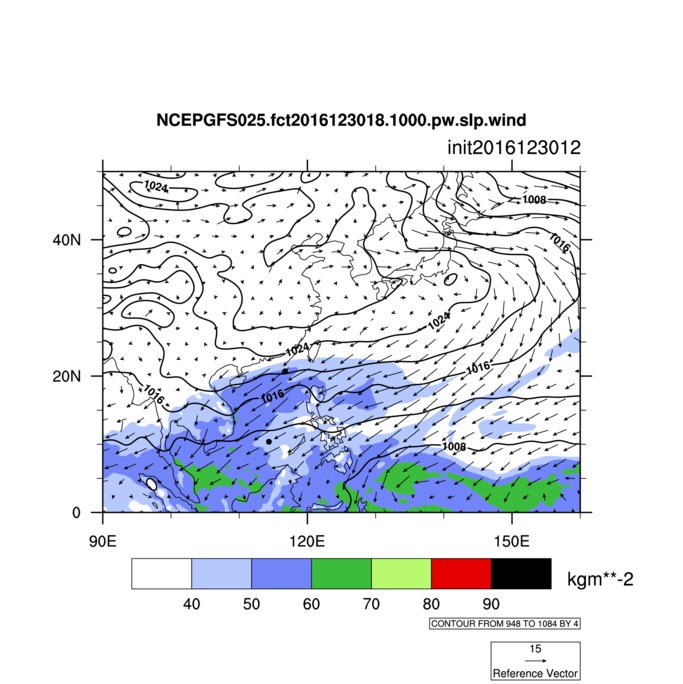 NCEPGFS025.fct2016123018.1000.pw.slp.wind
init2016123012
1024
1008
1016
40N
1024
1024
1016
20N
1016
1016
1008
0
90E
120E
150E
40
50
60
70
80
90
kgm**-2
CONTOUR FROM 948 TO 1084 BY 4
15
Reference Vector